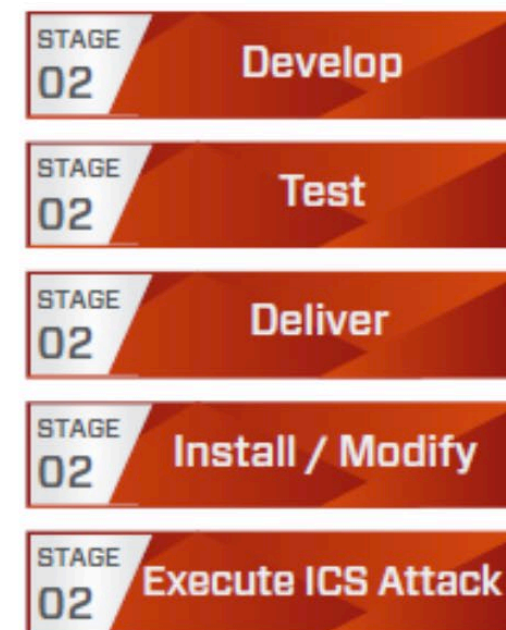 STAGE
02
Develop
STAGE
02
Test
STAGE
02
Deliver
STAGE
02
Install / Modify
STAGE
02
Execute ICS Attack